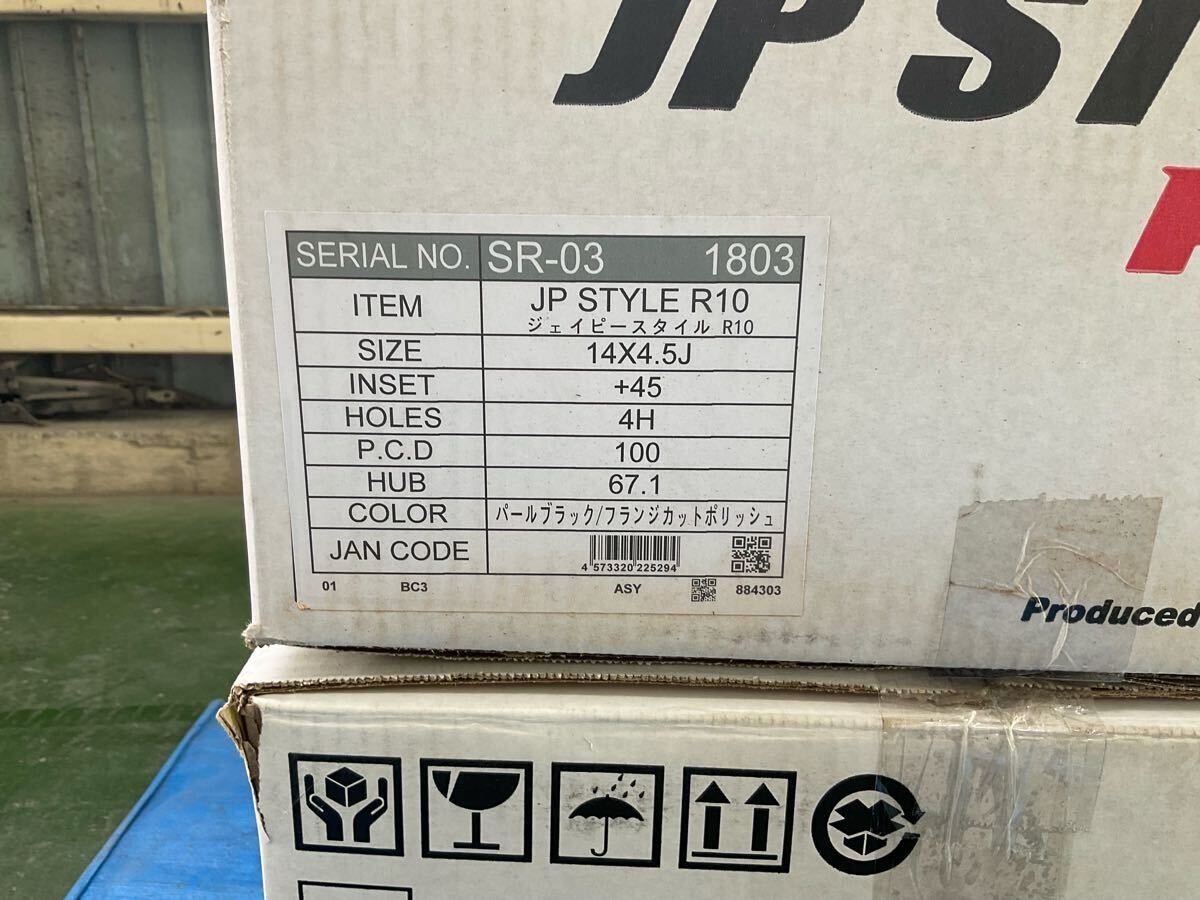 JP ST
SERIAL NO. SR-03 1803
ITEM JP STYLE R10
ジェイピースタイル R10
SIZE 14X4.5J
INSET +45
HOLES 4H
P.C.D 100
HUB 67.1
COLOR パールブラック/フランジカットポリッシュ
JAN CODE 4 573320 225294
01 BC3 ASY 884303
Produced